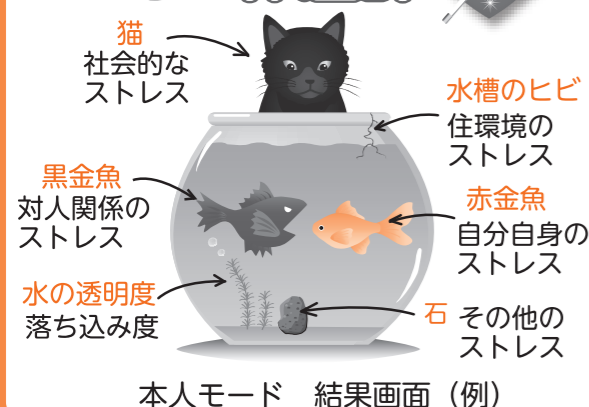 猫
社会的な
ストレス
水槽のヒビ
住環境の
ストレス
黒金魚
対人関係の
ストレス
赤金魚
自分自身の
ストレス
水の透明度
落ち込み度
石 その他の
ストレス
本人モード 結果画面(例)